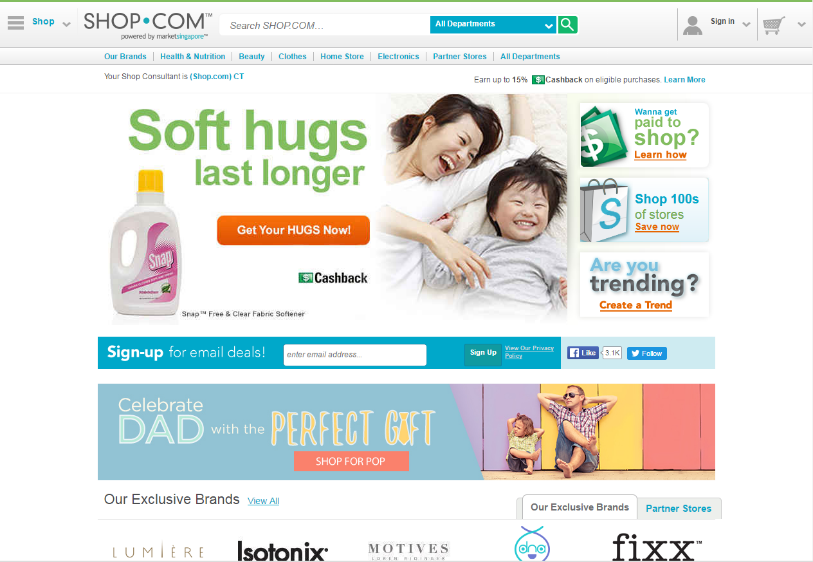 Shop
SHOP•COM™
powered by marketsingapore™
Search SHOP.COM...
All Departments
Sign in
Our Brands
Health & Nutrition
Beauty
Clothes
Home Store
Electronics
Partner Stores
All Departments
Your Shop Consultant is (Shop.com) CT
Earn up to 15% $ Cashback on eligible purchases. Learn More
Soft hugs
last longer
Get Your HUGS Now!
$ Cashback
Snap
Snap™ Free & Clear Fabric Softener
Wanna get
paid to
shop?
Learn how
$
S
Shop 100s
of stores
Save now
Are you
trending?
Create a Trend
Sign-up for email deals!
enter email address...
Sign Up
View Our Privacy
Policy
Like
3.1K
Follow
Celebrate
DAD with the PERFECT GIFT
SHOP FOR POP
Our Exclusive Brands View All
Our Exclusive Brands
Partner Stores
LUMIÈRE
Isotonix
MOTIVES
LOREN RIDINGER
dna
fixx™